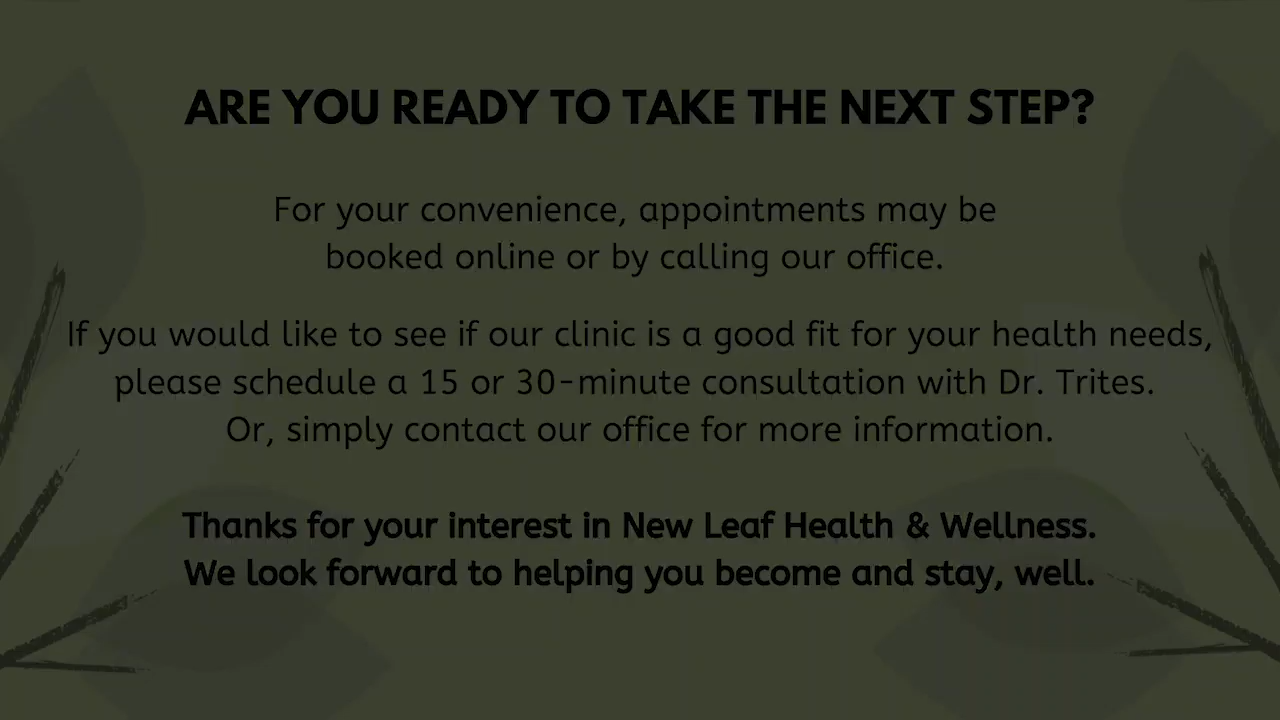 ARE YOU READY TO TAKE THE NEXT STEP?
For your convenience, appointments may be
booked online or by calling our office.
If you would like to see if our clinic is a good fit for your health needs,
please schedule a 15 or 30-minute consultation with Dr. Trites.
Or, simply contact our office for more information.
Thanks for your interest in New Leaf Health & Wellness.
We look forward to helping you become and stay, well.